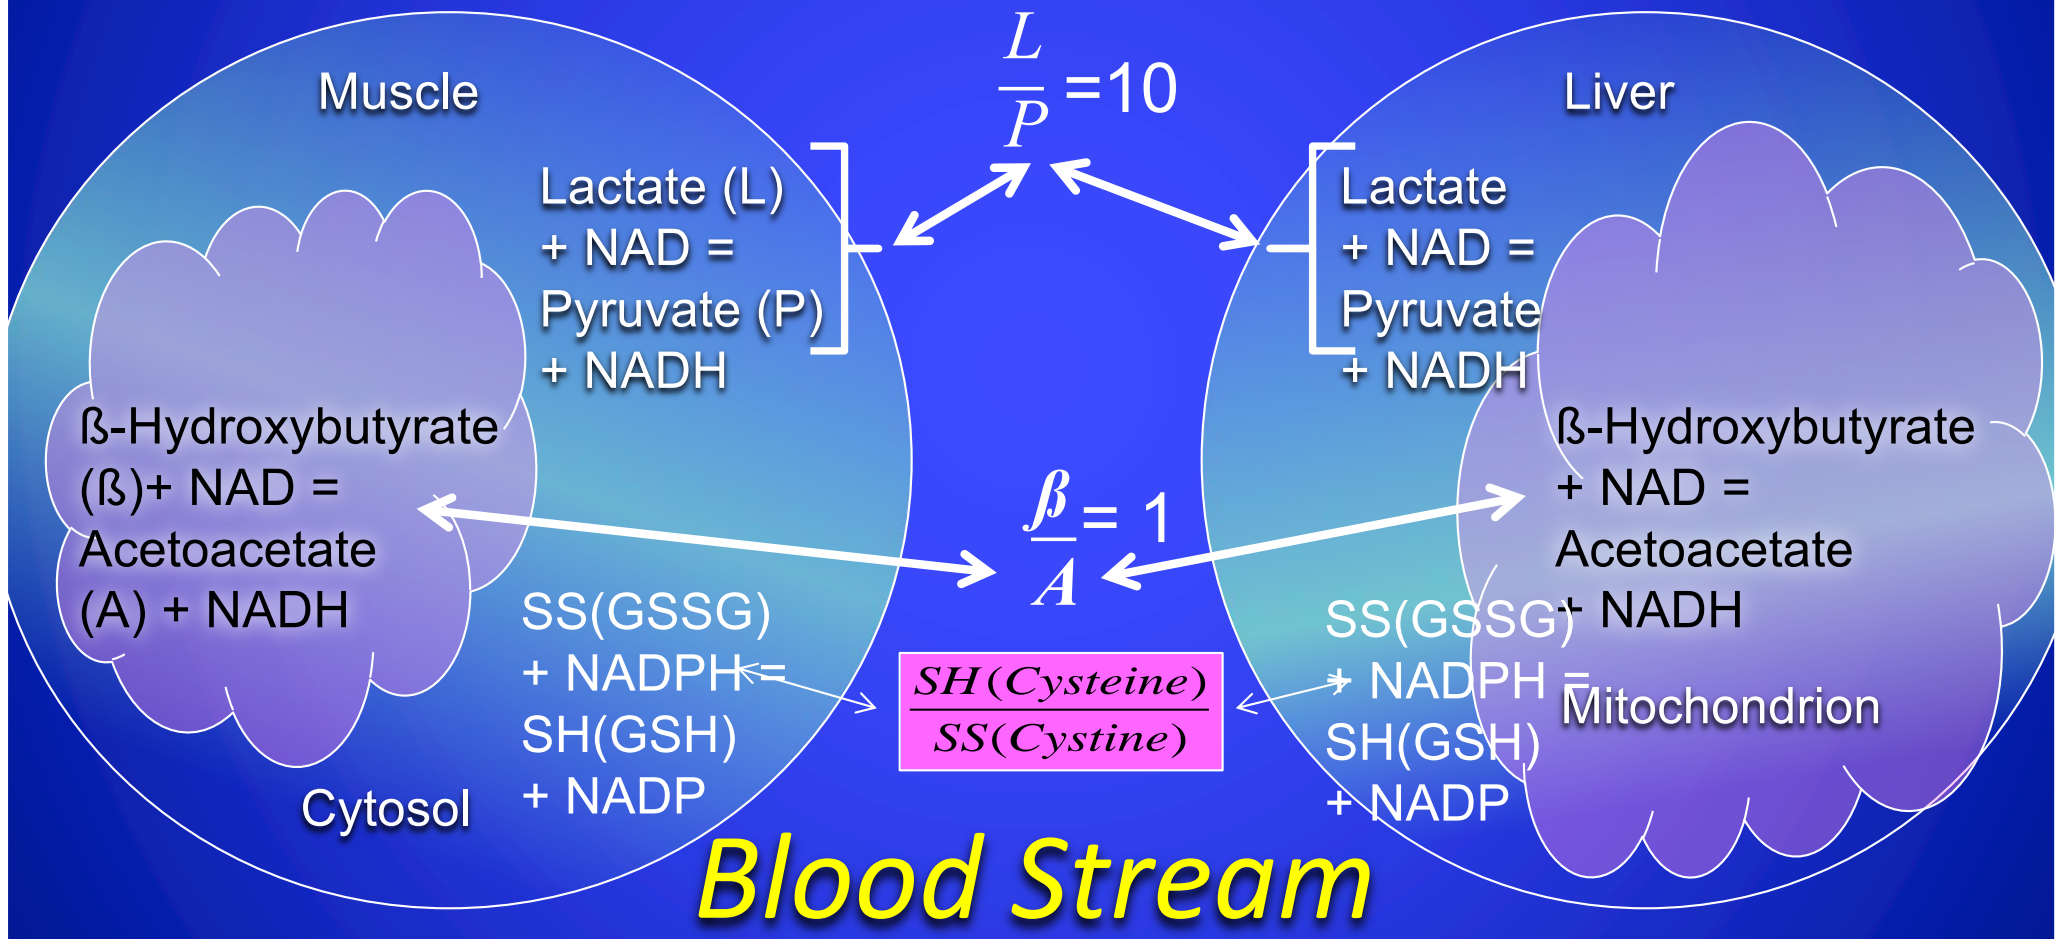 Muscle
Lactate (L)
+ NAD =
Pyruvate (P)
+ NADH
ß-Hydroxybutyrate
(ß)+ NAD =
Acetoacetate
(A) + NADH
SS(GSSG)
+ NADPH =
SH(GSH)
+ NADP
Cytosol
L
P
=10
ß
A
= 1
SH(Cysteine)
SS(Cystine)
Blood Stream
Liver
Lactate
+ NAD =
Pyruvate
+ NADH
ß-Hydroxybutyrate
+ NAD =
Acetoacetate
+ NADH
SS(GSSG)
+ NADPH =
SH(GSH)
+ NADP
Mitochondrion